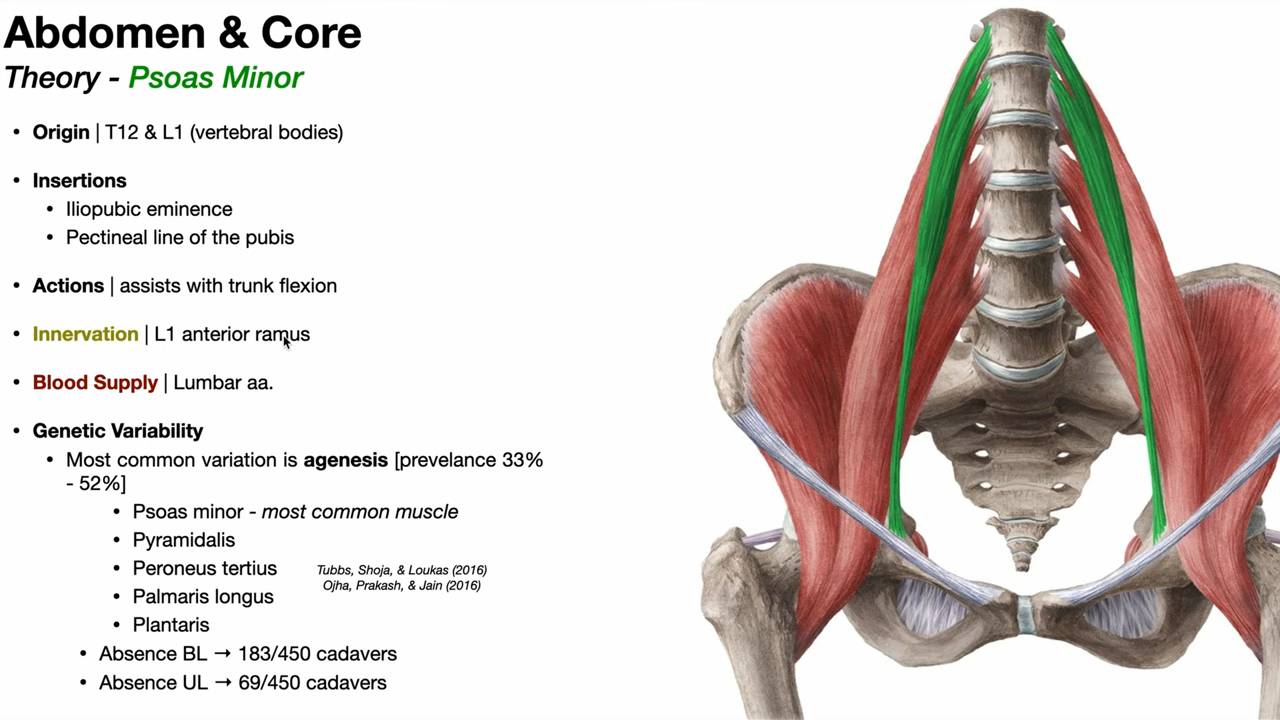 Abdomen & Core
Theory - Psoas Minor
• Origin | T12 & L1 (vertebral bodies)
• Insertions
• Iliopubic eminence
• Pectineal line of the pubis
• Actions | assists with trunk flexion
• Innervation | L1 anterior ramus
• Blood Supply | Lumbar aa.
• Genetic Variability
• Most common variation is agenesis [prevelance 33%
- 52%]
• Psoas minor - most common muscle
• Pyramidalis
• Peroneus tertius
• Palmaris longus
• Plantaris
Tubbs, Shoja, & Loukas (2016)
Ojha, Prakash, & Jain (2016)
• Absence BL → 183/450 cadavers
• Absence UL → 69/450 cadavers